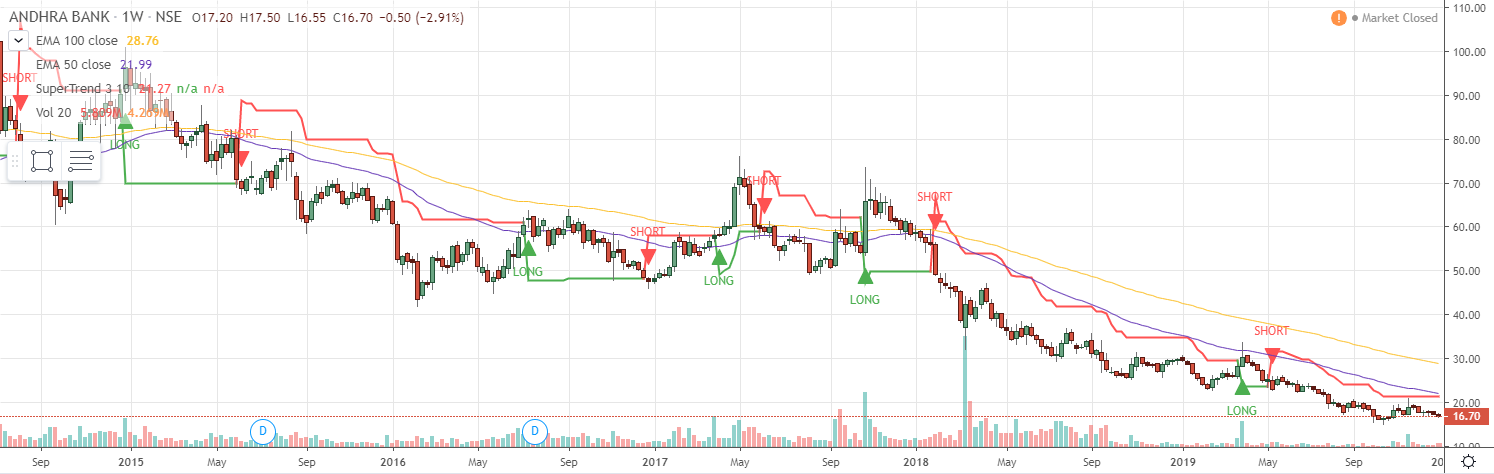 ANDHRA BANK · 1W · NSE O17.20 H17.50 L16.55 C16.70 −0.50 (−2.91%)
! Market Closed
EMA 100 close 28.76
EMA 50 close 21.99
SuperTrend 3 10 21.27 n/a n/a
Vol 20 5.809M 4.269M
SHORT
LONG
SHORT
LONG
SHORT
LONG
SHORT
LONG
SHORT
LONG
SHORT
D
D
110.00
100.00
90.00
80.00
70.00
60.00
50.00
40.00
30.00
20.00
16.70
10.00
Sep 2015 May Sep 2016 May Sep 2017 May Sep 2018 May Sep 2019 May Sep 20